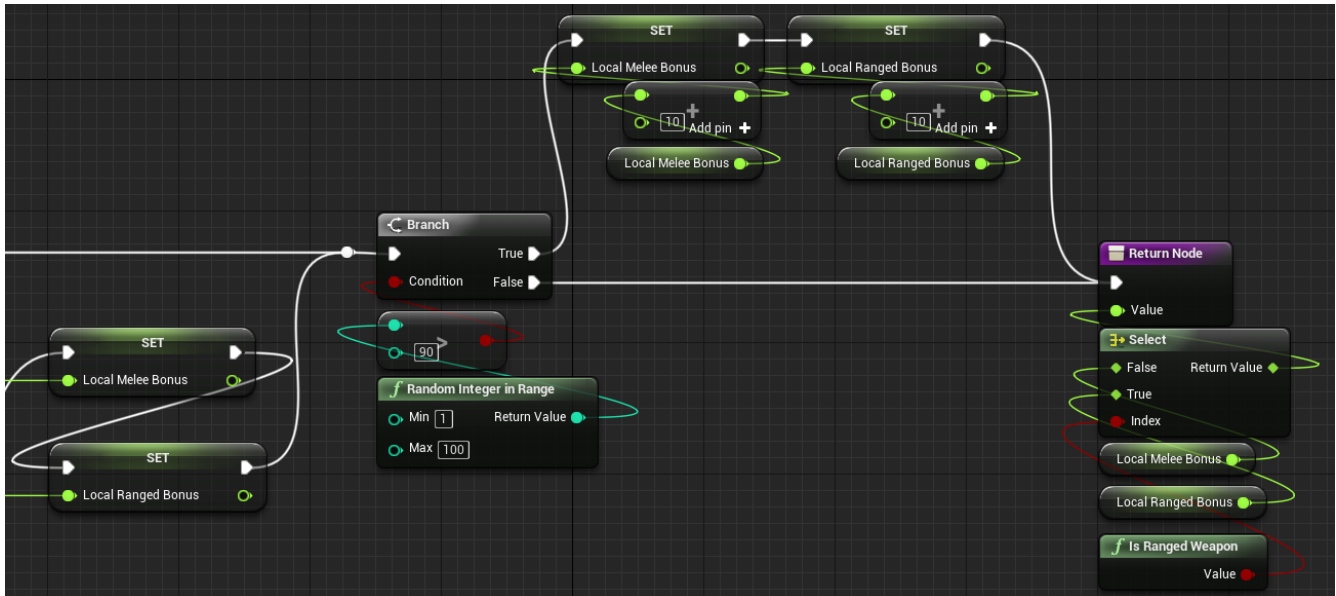 SET
SET
Local Melee Bonus
Local Ranged Bonus
10
Add pin
10
Add pin
Local Melee Bonus
Local Ranged Bonus
Branch
True
Condition
False
>
90
Random Integer in Range
Min 1
Return Value
Max 100
SET
Local Melee Bonus
SET
Local Ranged Bonus
Return Node
Value
Select
False
Return Value
True
Index
Local Melee Bonus
Local Ranged Bonus
f Is Ranged Weapon
Value